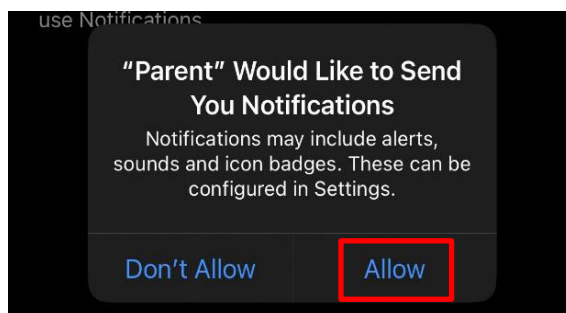 use Notifications
“Parent” Would Like to Send
You Notifications
Notifications may include alerts,
sounds and icon badges. These can be
configured in Settings.
Don’t Allow
Allow